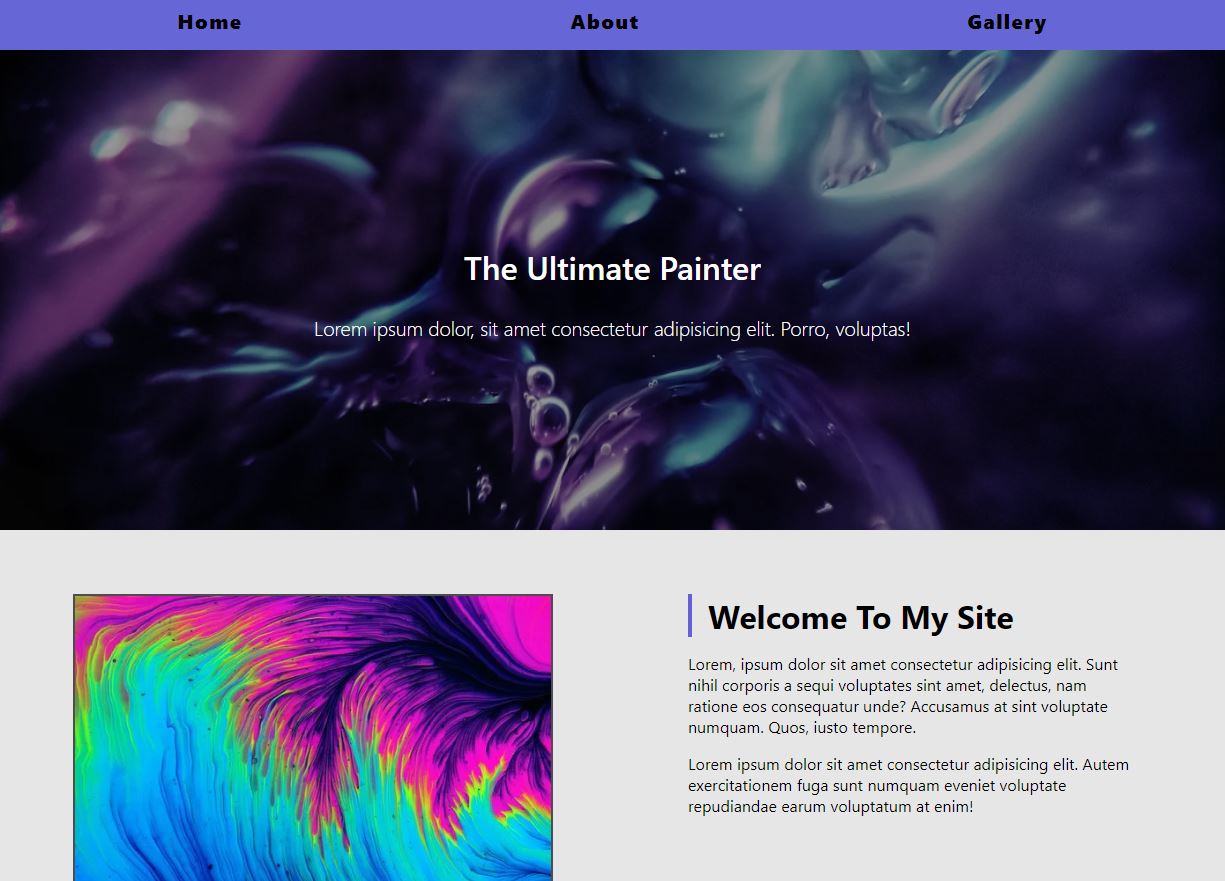 Home About Gallery
The Ultimate Painter
Lorem ipsum dolor, sit amet consectetur adipisicing elit. Porro, voluptas!
Welcome To My Site
Lorem, ipsum dolor sit amet consectetur adipisicing elit. Sunt
nihil corporis a sequi voluptates sint amet, delectus, nam
ratione eos consequatur unde? Accusamus at sint voluptate
numquam. Quos, iusto tempore.
Lorem ipsum dolor sit amet consectetur adipisicing elit. Autem
exercitationem fuga sunt numquam eveniet voluptate
repudiandae earum voluptatum at enim!